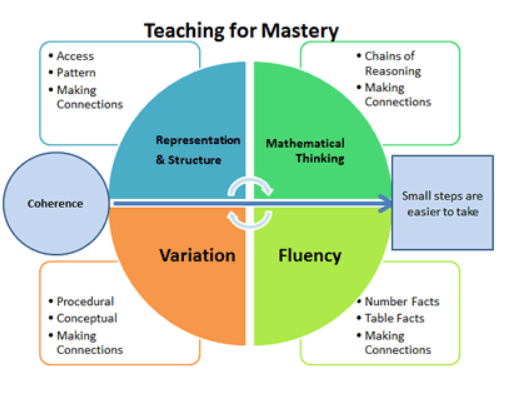 Teaching for Mastery
• Access
• Pattern
• Making
Connections
• Chains of
Reasoning
• Making
Connections
Representation
& Structure
Mathematical
Thinking
Coherence
Small steps are
easier to take
Variation
Fluency
• Procedural
• Conceptual
• Making
Connections
• Number Facts
• Table Facts
• Making
Connections